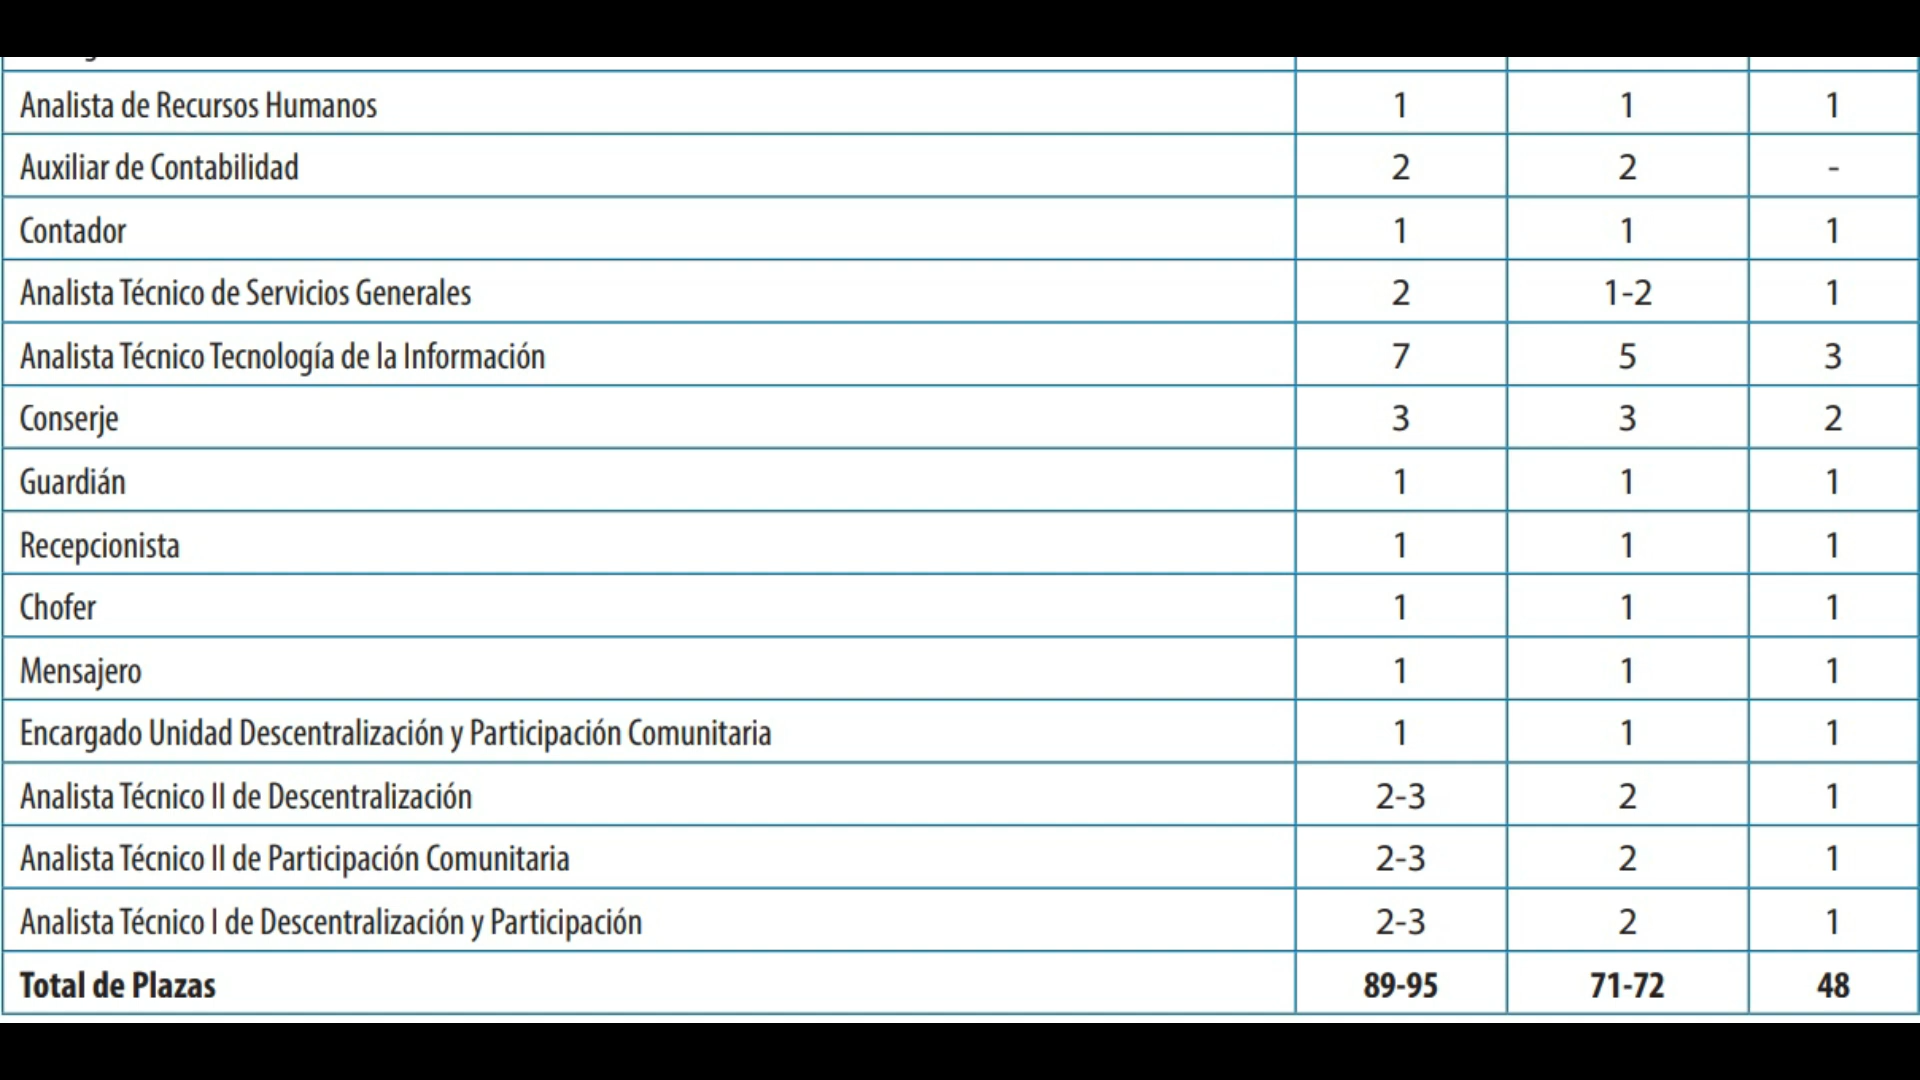 Analista de Recursos Humanos 1 1 1
Auxiliar de Contabilidad 2 2 -
Contador 1 1 1
Analista Técnico de Servicios Generales 2 1-2 1
Analista Técnico Tecnología de la Información 7 5 3
Conserje 3 3 2
Guardián 1 1 1
Recepcionista 1 1 1
Chofer 1 1 1
Mensajero 1 1 1
Encargado Unidad Descentralización y Participación Comunitaria 1 1 1
Analista Técnico II de Descentralización 2-3 2 1
Analista Técnico II de Participación Comunitaria 2-3 2 1
Analista Técnico I de Descentralización y Participación 2-3 2 1
Total de Plazas 89-95 71-72 48